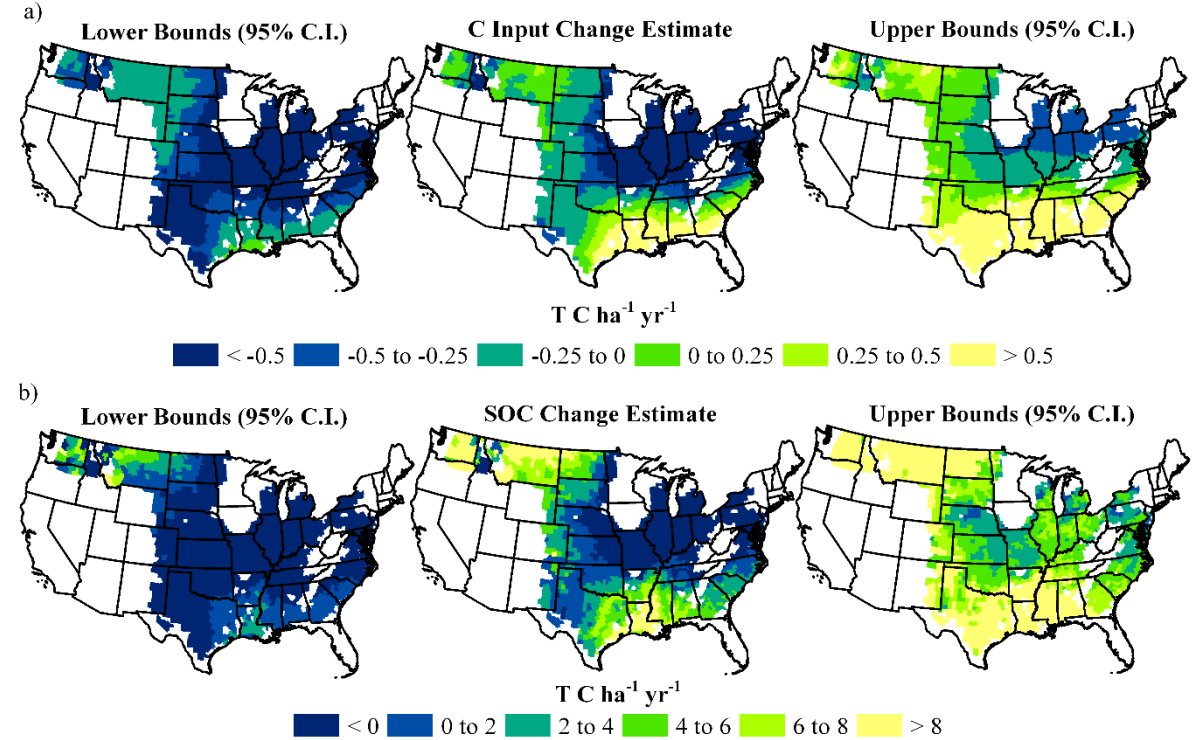 a)
Lower Bounds (95% C.I.) C Input Change Estimate Upper Bounds (95% C.I.)
T C ha⁻¹ yr⁻¹
< -0.5 -0.5 to -0.25 -0.25 to 0 0 to 0.25 0.25 to 0.5 > 0.5
b)
Lower Bounds (95% C.I.) SOC Change Estimate Upper Bounds (95% C.I.)
T C ha⁻¹ yr⁻¹
< 0 0 to 2 2 to 4 4 to 6 6 to 8 > 8